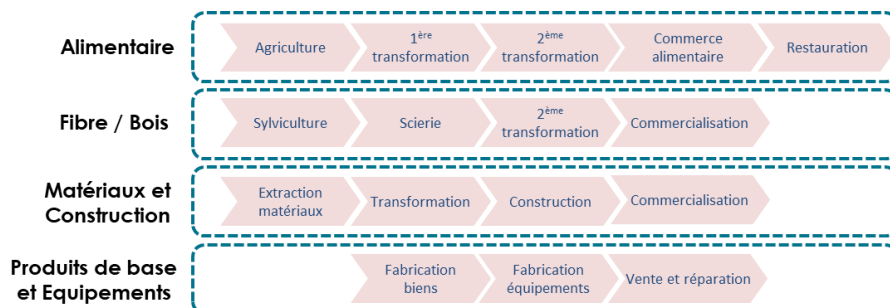 Alimentaire
Agriculture
1ère
transformation
2ème
transformation
Commerce
alimentaire
Restauration
Fibre / Bois
Sylviculture
Scierie
2ème
transformation
Commercialisation
Matériaux et
Construction
Extraction
matériaux
Transformation
Construction
Commercialisation
Produits de base
et Equipements
Fabrication
biens
Fabrication
équipements
Vente et réparation